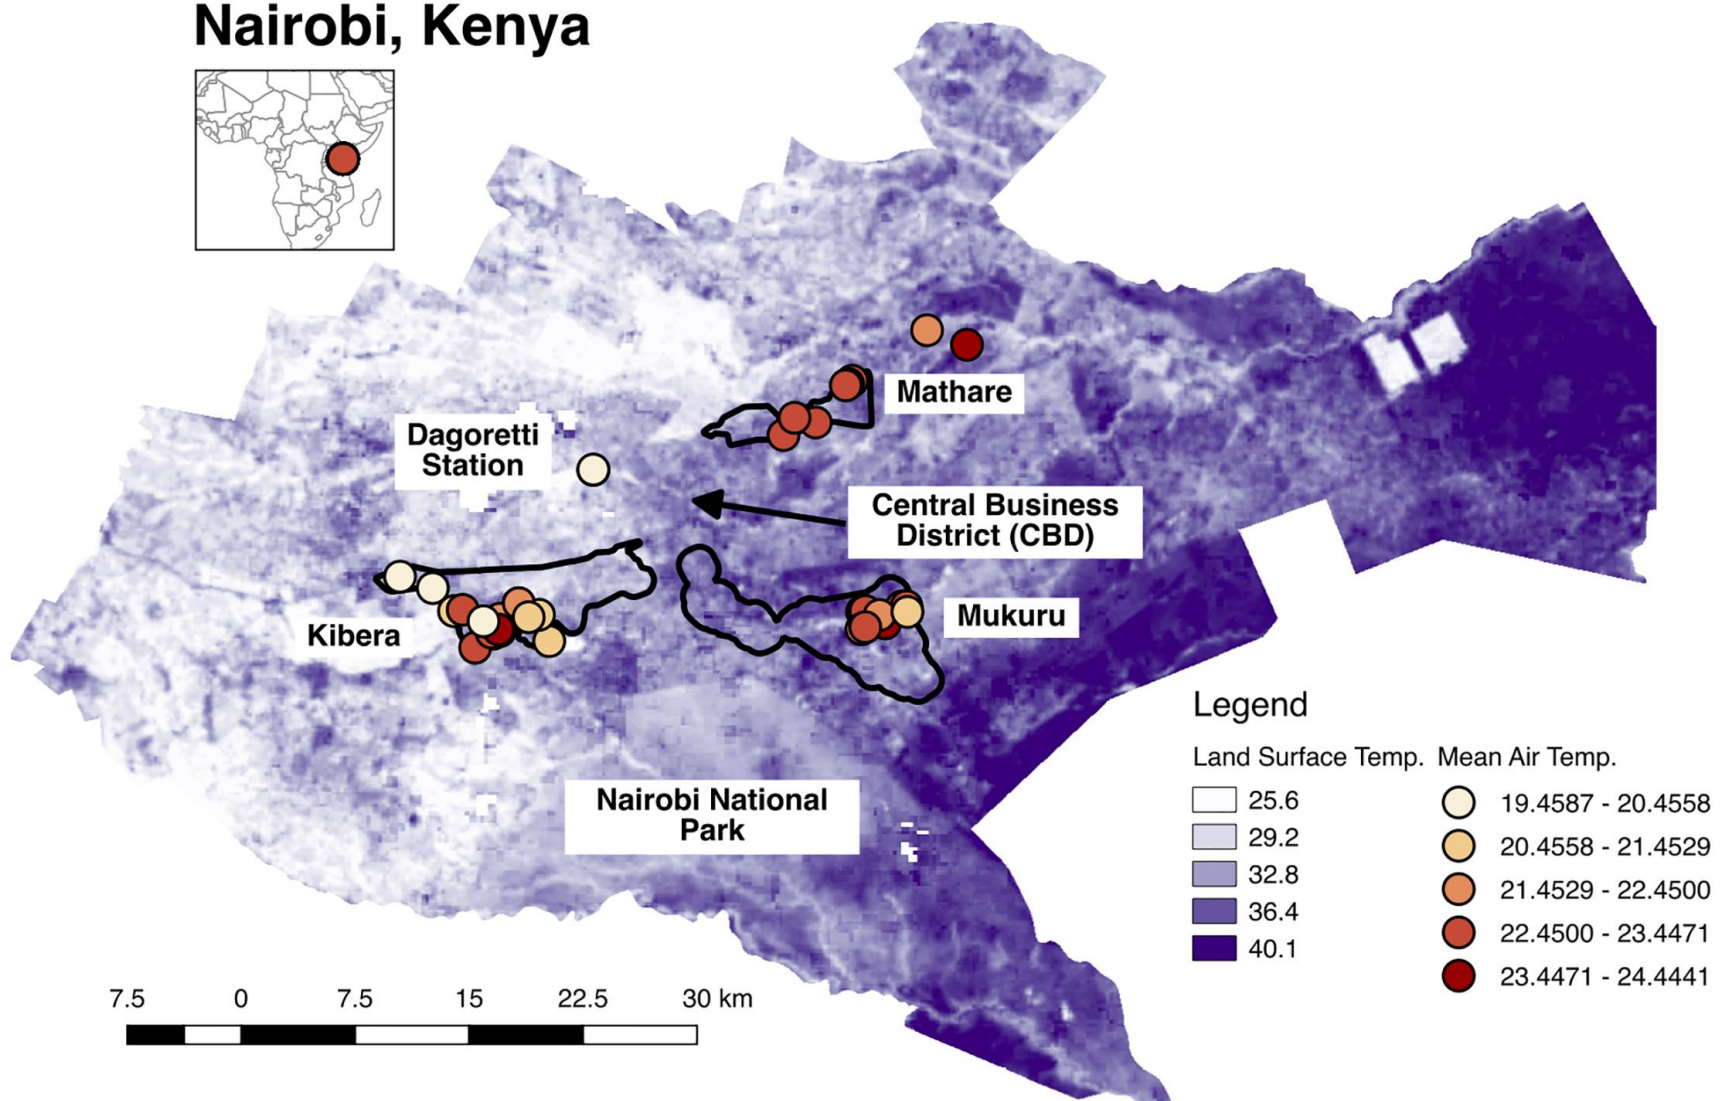 Nairobi, Kenya
Mathare
Dagoretti
Station
Central Business
District (CBD)
Kibera
Mukuru
Nairobi National
Park
Legend
Land Surface Temp.
25.6
29.2
32.8
36.4
40.1
Mean Air Temp.
19.4587 - 20.4558
20.4558 - 21.4529
21.4529 - 22.4500
22.4500 - 23.4471
23.4471 - 24.4441
7.5 0 7.5 15 22.5 30 km